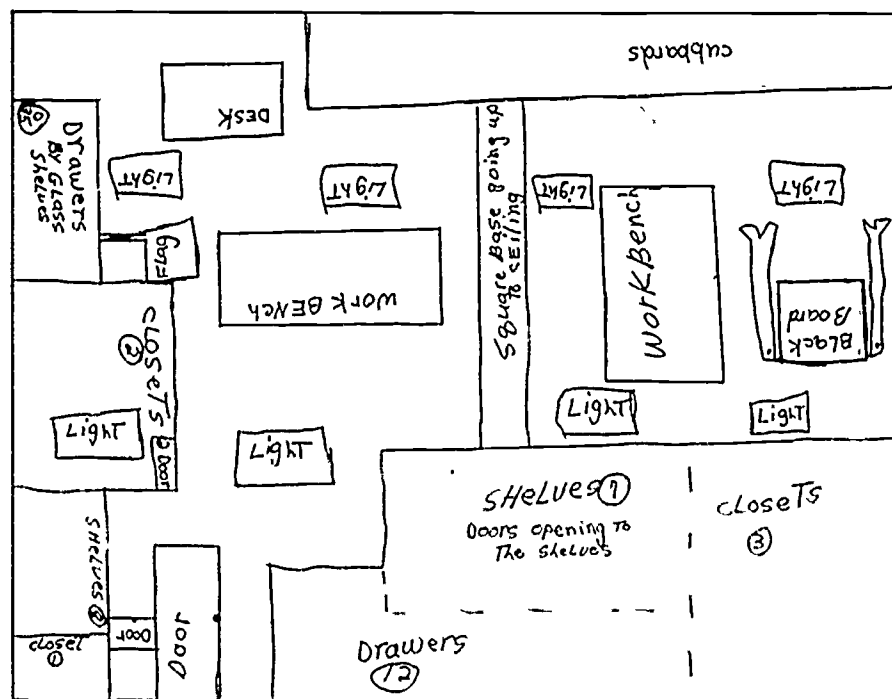 cubbards
DESK
Drawers
By GLASS
Shelves
Light
Light
Light
Light
Flag
Square Base going up
To cEiling
WORKBENCH
WorkBench
BLack
Board
cLOSeTS
②
Light
Light
Light
Light
Door
SHeLVeS ⑦
Doors opening To
The shelves
cLoseTs
③
SHeLVeS
Door
Door
closeT
①
Drawers
⑫